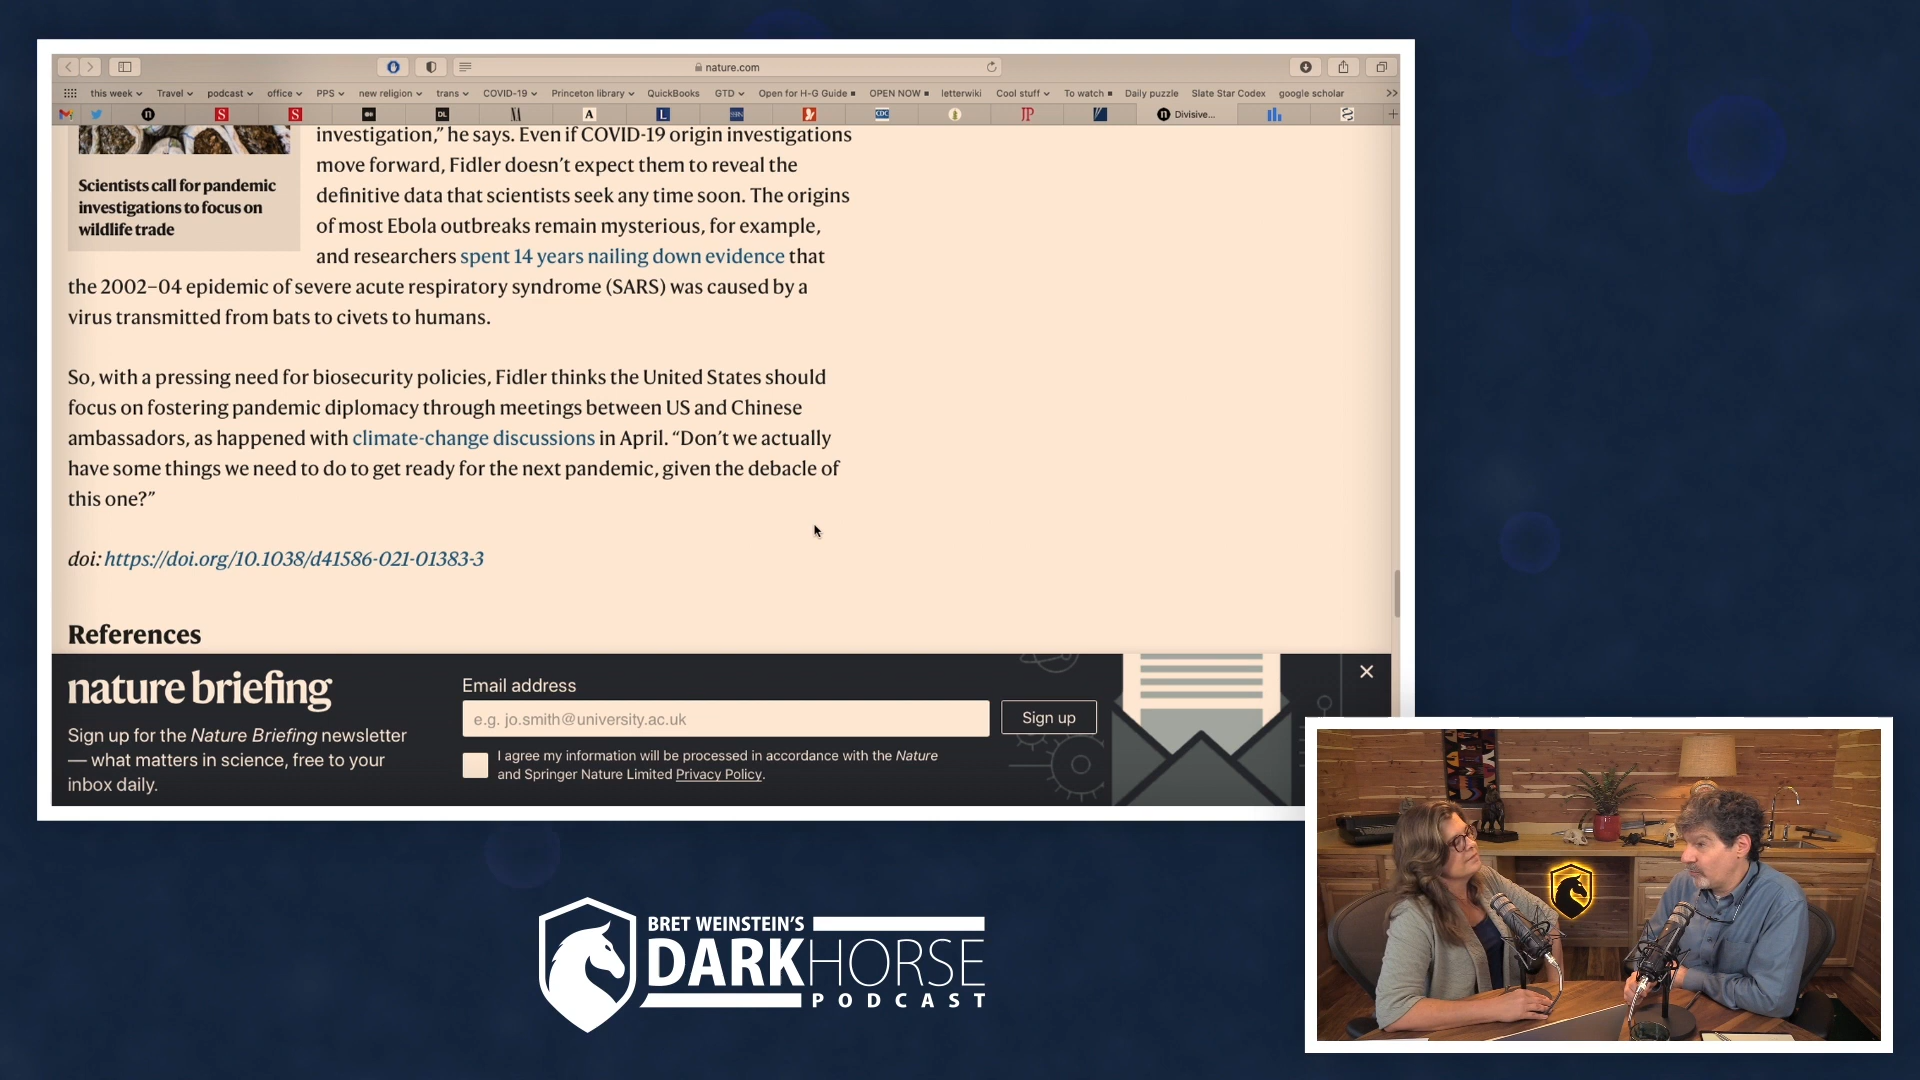 nature.com
this week Travel podcast office PPS new religion trans COVID-19 Princeton library QuickBooks GTD Open for H-G Guide OPEN NOW letterwiki Cool stuff To watch Daily puzzle Slate Star Codex google scholar >>
n S S DL A L CDC JP n Divisive... +
Scientists call for pandemic
investigations to focus on
wildlife trade
investigation,” he says. Even if COVID-19 origin investigations
move forward, Fidler doesn’t expect them to reveal the
definitive data that scientists seek any time soon. The origins
of most Ebola outbreaks remain mysterious, for example,
and researchers spent 14 years nailing down evidence that
the 2002–04 epidemic of severe acute respiratory syndrome (SARS) was caused by a
virus transmitted from bats to civets to humans.
So, with a pressing need for biosecurity policies, Fidler thinks the United States should
focus on fostering pandemic diplomacy through meetings between US and Chinese
ambassadors, as happened with climate-change discussions in April. “Don’t we actually
have some things we need to do to get ready for the next pandemic, given the debacle of
this one?”
doi: https://doi.org/10.1038/d41586-021-01383-3
References
nature briefing
Sign up for the Nature Briefing newsletter
— what matters in science, free to your
inbox daily.
Email address
e.g. jo.smith@university.ac.uk
Sign up
I agree my information will be processed in accordance with the Nature
and Springer Nature Limited Privacy Policy.
BRET WEINSTEIN'S
DARKHORSE
PODCAST